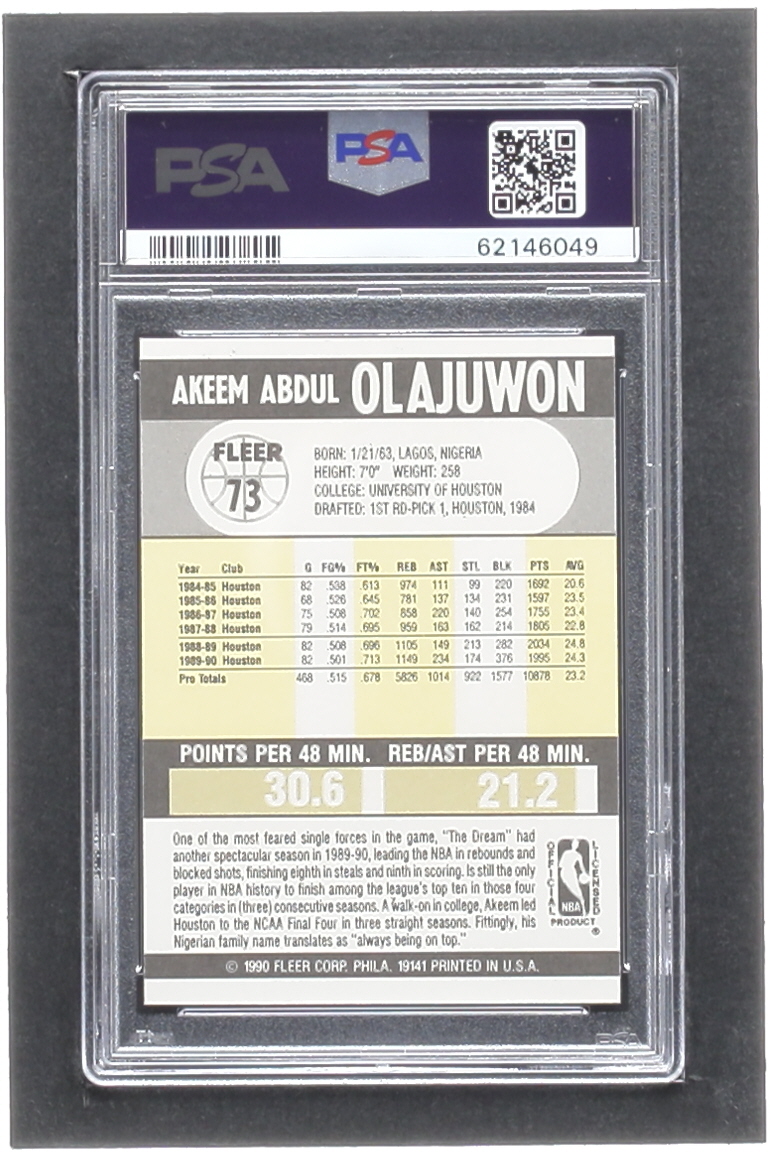 PSA PSA
62146049
AKEEM ABDUL OLAJUWON
FLEER
73
BORN: 1/21/63, LAGOS, NIGERIA
HEIGHT: 7'0" WEIGHT: 258
COLLEGE: UNIVERSITY OF HOUSTON
DRAFTED: 1ST RD-PICK 1, HOUSTON, 1984
Year Club G FG% FT% REB AST STL BLK PTS AVG
1984-85 Houston 82 .538 .613 974 111 99 220 1692 20.6
1985-86 Houston 68 .526 .645 781 137 134 231 1597 23.5
1986-87 Houston 75 .508 .702 858 220 140 254 1755 23.4
1987-88 Houston 79 .514 .695 959 163 162 214 1805 22.8
1988-89 Houston 82 .508 .696 1105 149 213 282 2034 24.8
1989-90 Houston 82 .501 .713 1149 234 174 376 1995 24.3
Pro Totals 468 .515 .678 5826 1014 922 1577 10878 23.2
POINTS PER 48 MIN. REB/AST PER 48 MIN.
30.6 21.2
One of the most feared single forces in the game, "The Dream" had
another spectacular season in 1989-90, leading the NBA in rebounds and
blocked shots, finishing eighth in steals and ninth in scoring. Is still the only
player in NBA history to finish among the league's top ten in those four
categories in (three) consecutive seasons. A walk-on in college, Akeem led
Houston to the NCAA Final Four in three straight seasons. Fittingly, his
Nigerian family name translates as "always being on top."
OFFICIAL LICENSED
NBA
PRODUCT
®
© 1990 FLEER CORP. PHILA. 19141 PRINTED IN U.S.A.
PSA